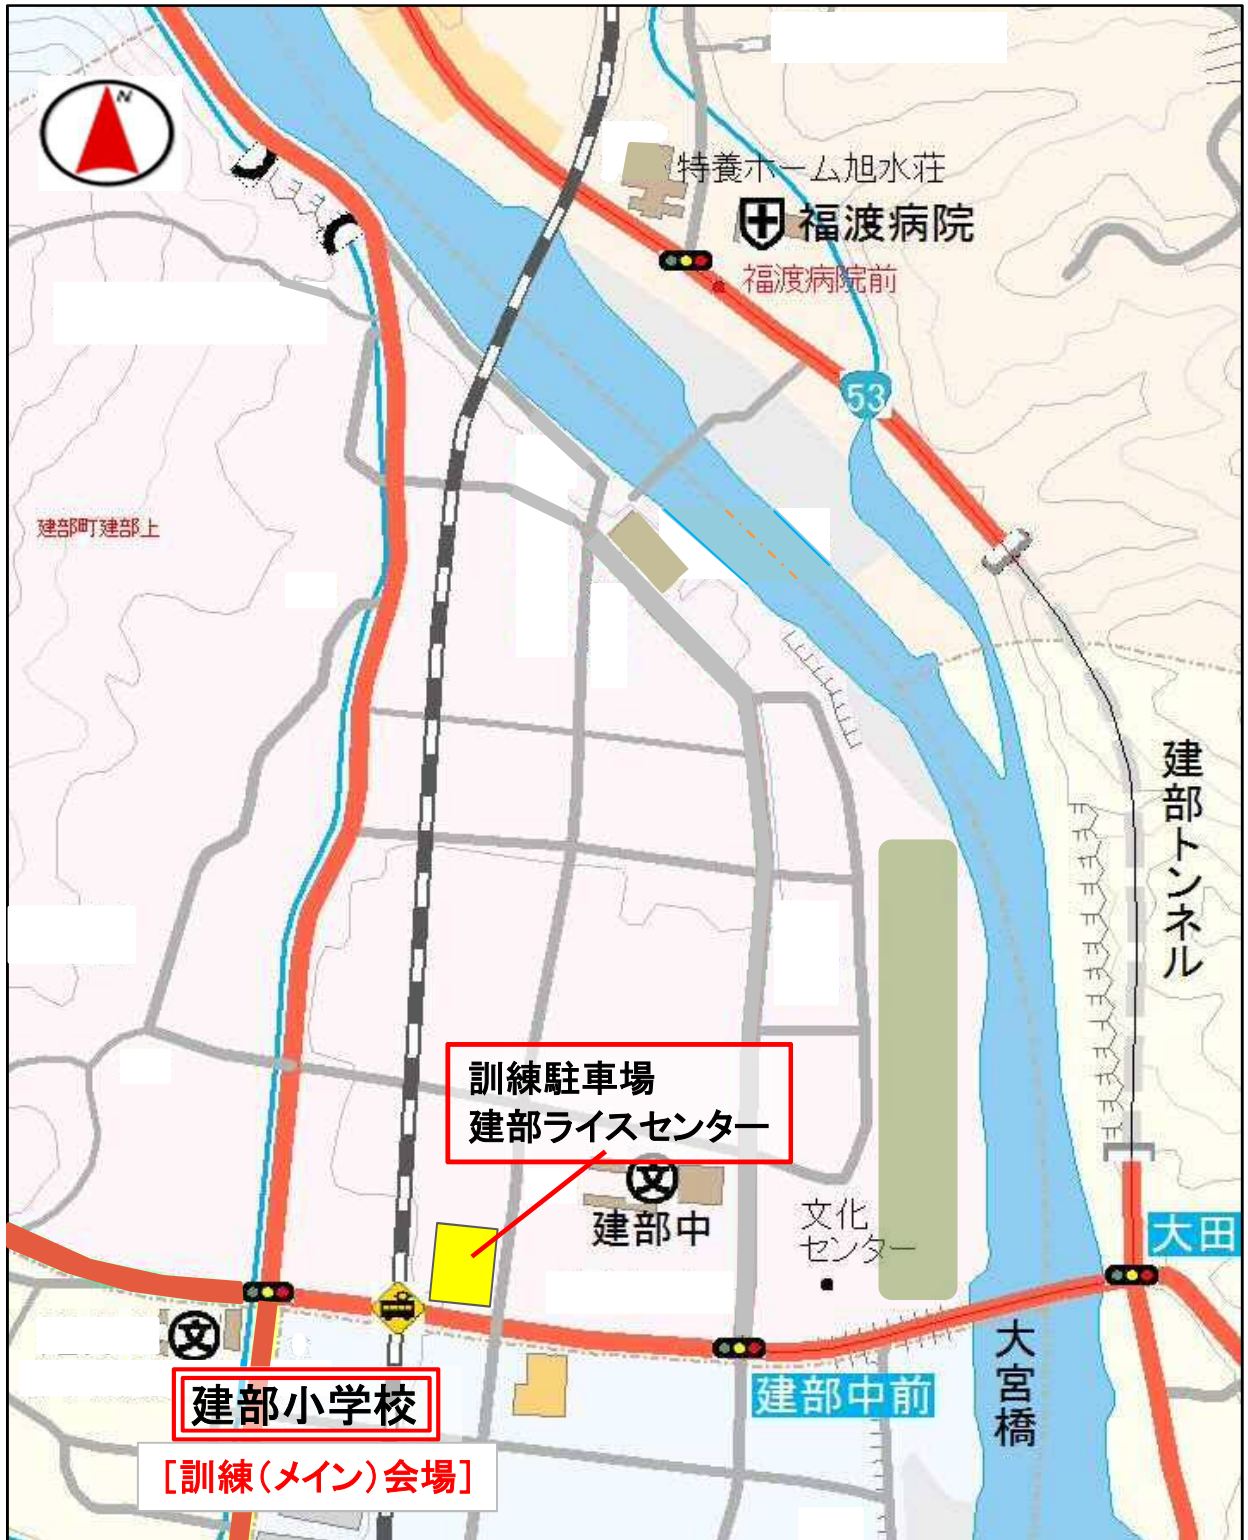 N
特養ホーム旭水荘
福渡病院
福渡病院前
53
建部町建部上
建部トンネル
訓練駐車場
建部ライスセンター
文
建部中
文化
センター
大田
文
大宮橋
建部中前
建部小学校
[訓練(メイン)会場]